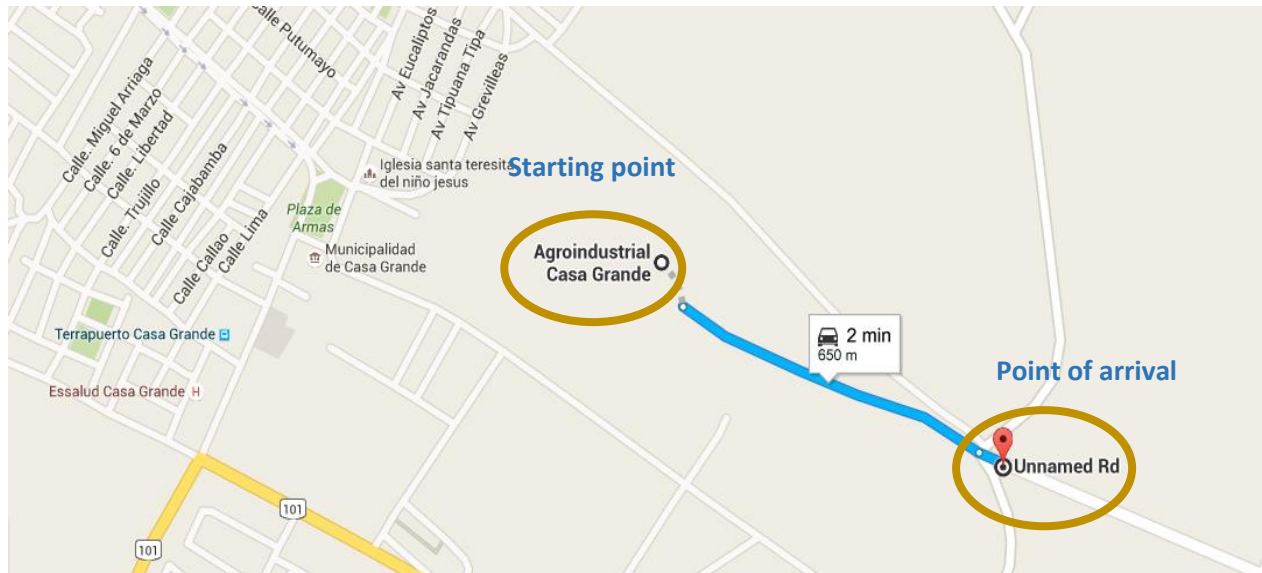 Calle Putumayo
Av Eucaliptos
Av Jacarandas
Av Tipuana Tipa
Av Grevilleas
Calle. Miguel Arriaga
Calle. 6 de Marzo
Calle. Libertad
Calle. Trujillo
Calle Cajabamba
Calle Callao
Calle Lima
Iglesia santa teresita
del niño jesus
Starting point
Plaza de
Armas
Municipalidad
de Casa Grande
Agroindustrial
Casa Grande
Terrapuerto Casa Grande
2 min
650 m
Point of arrival
Essalud Casa Grande H
Unnamed Rd
101
101